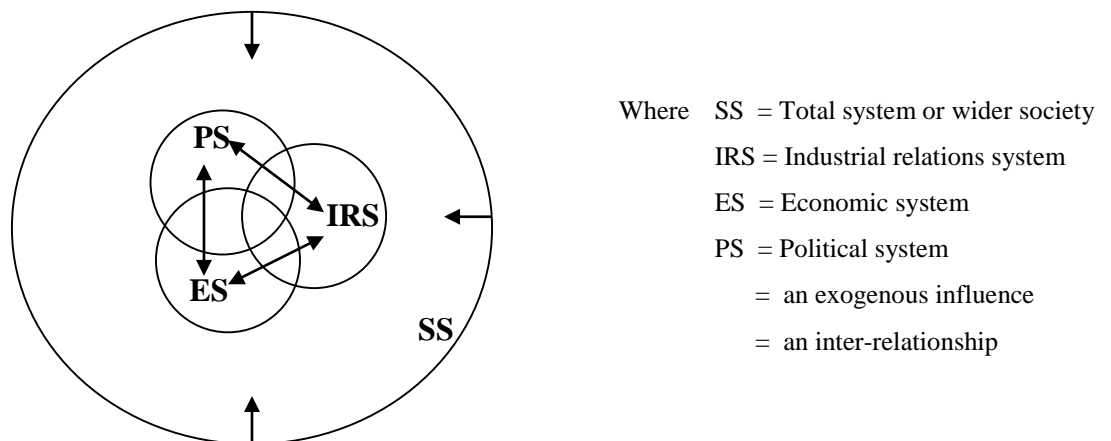 PS
IRS
ES
SS
Where SS = Total system or wider society
IRS = Industrial relations system
ES = Economic system
PS = Political system
= an exogenous influence
= an inter-relationship